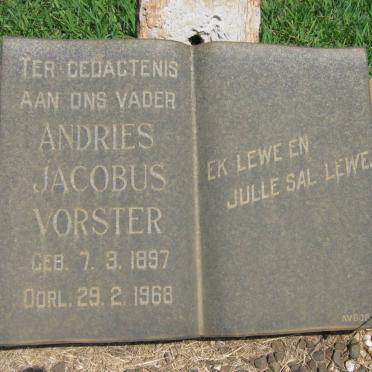 TER GEDAGTENIS
AAN ONS VADER
ANDRIES
JACOBUS
VORSTER
GEB. 7. 3. 1897
OORL. 29. 2. 1968
EK LEWE EN
JULLE SAL LEWE.